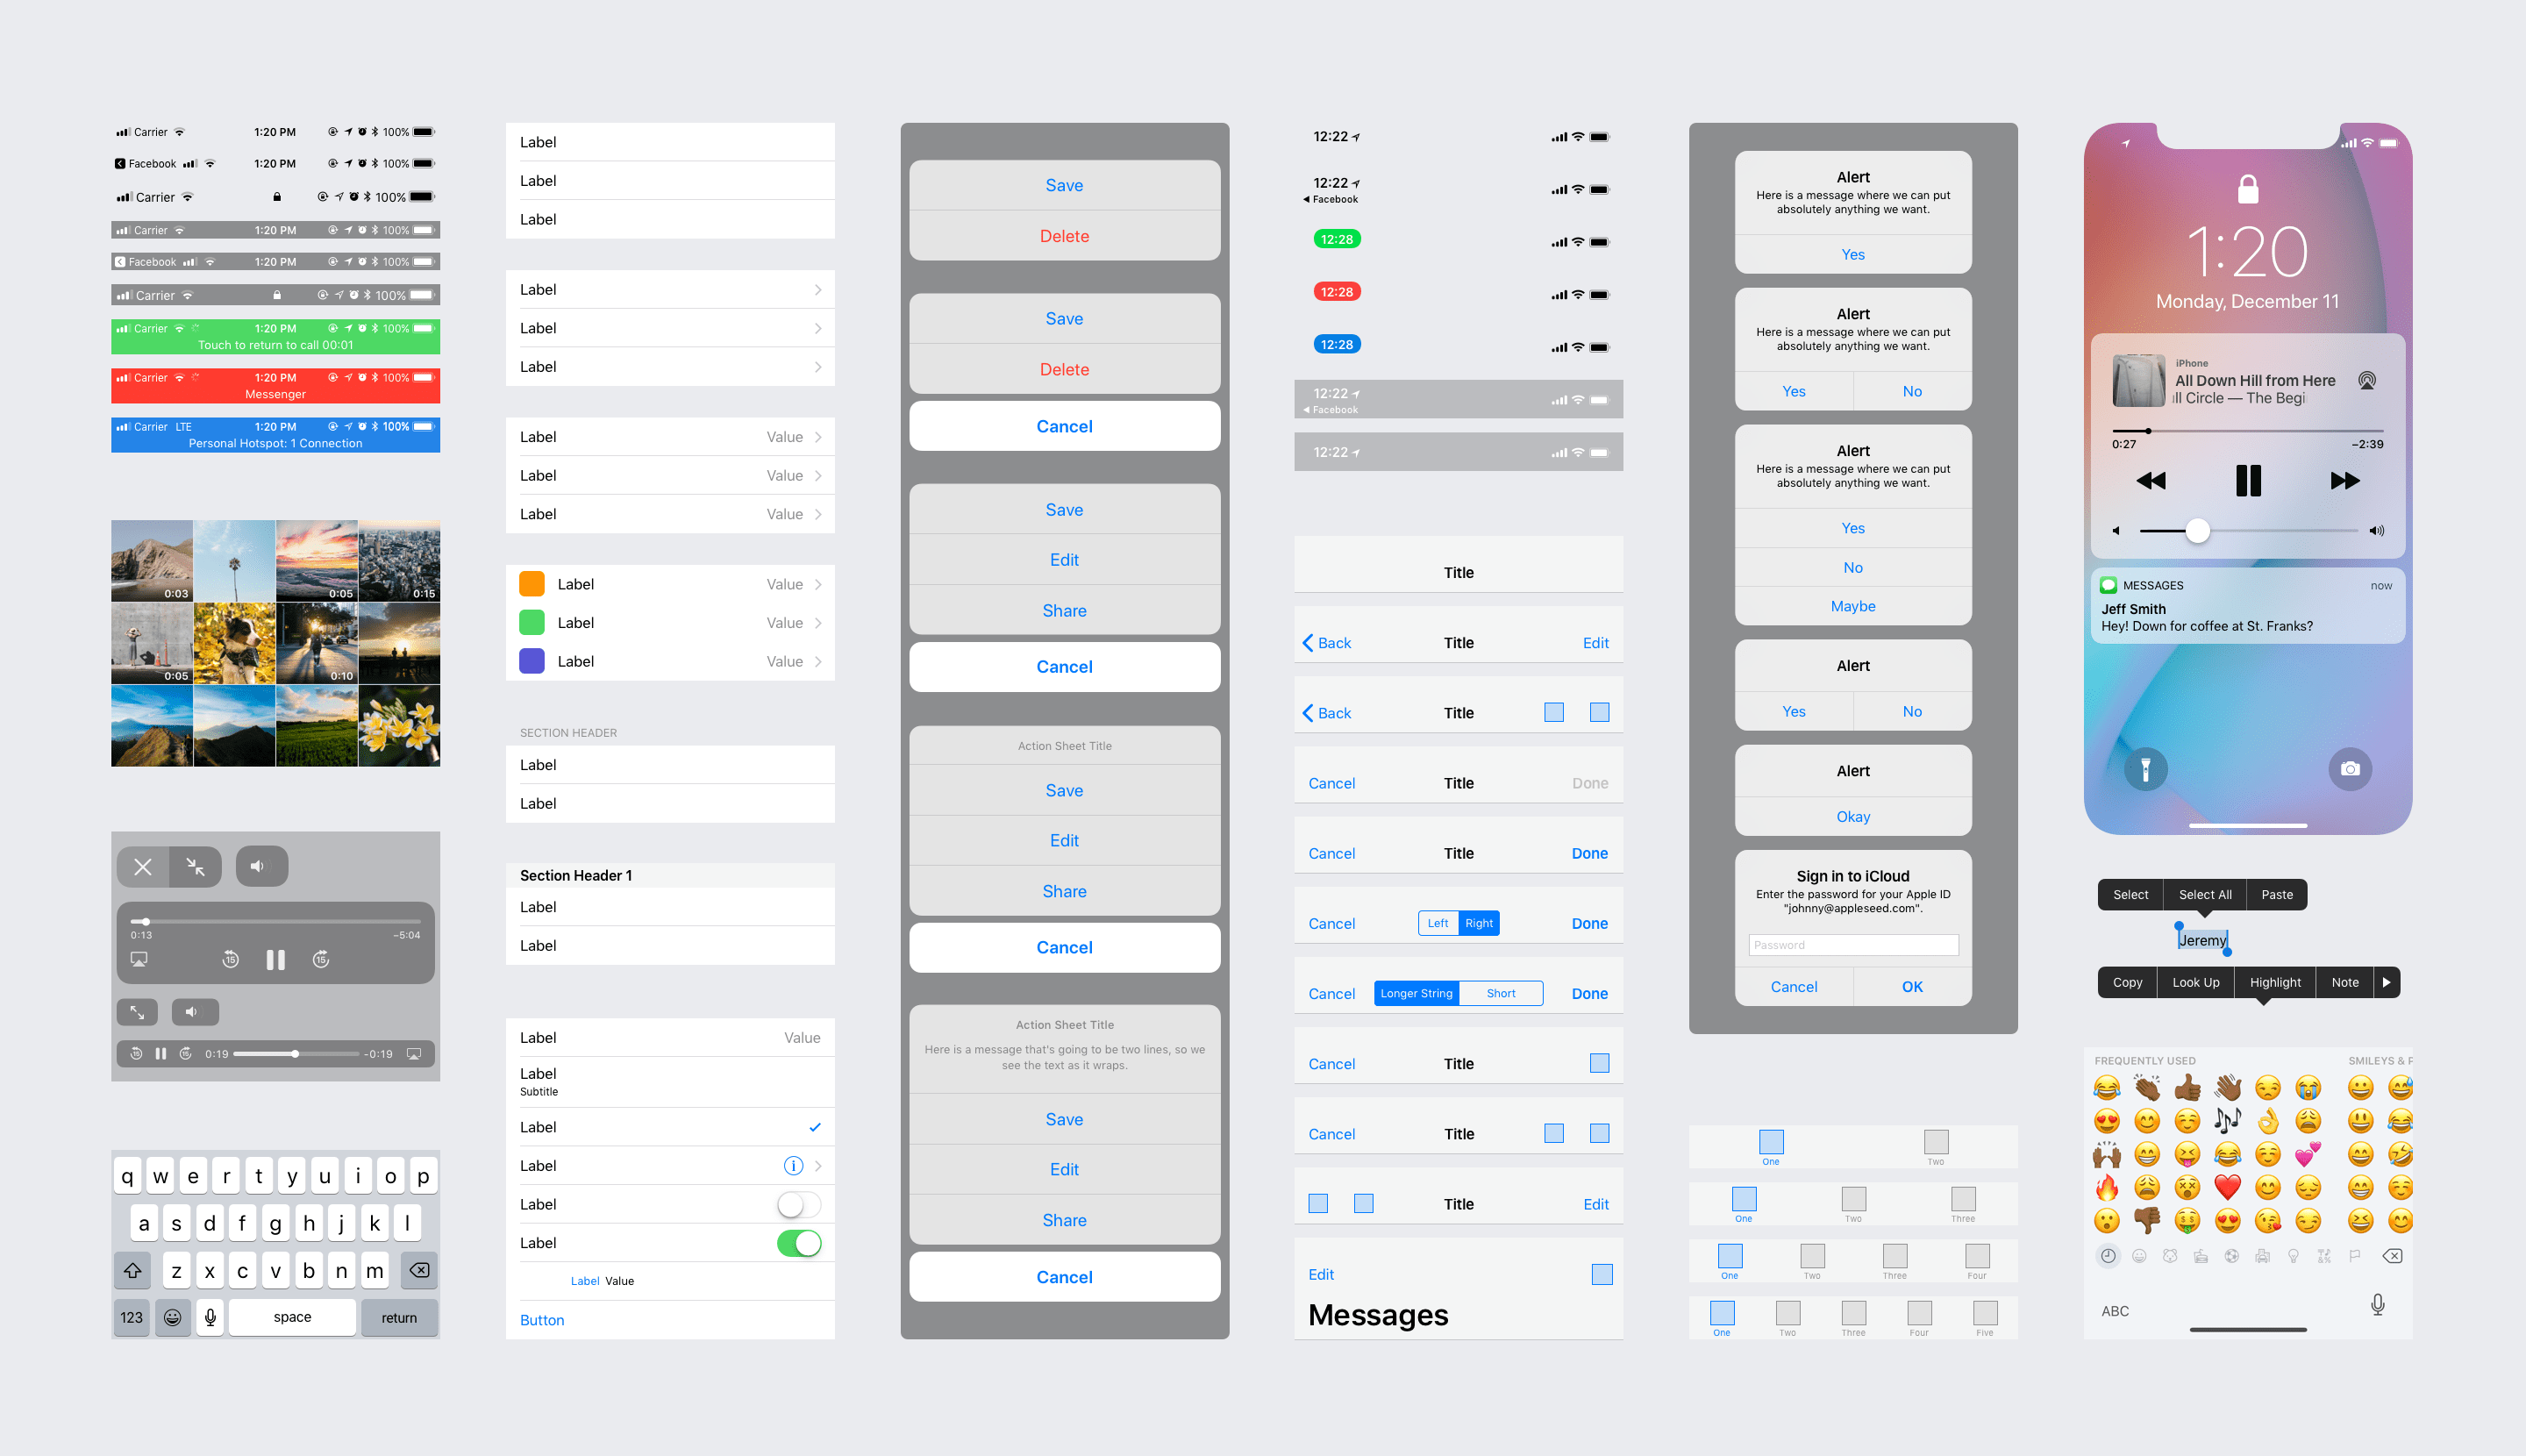 Carrier 1:20 PM 100%
Facebook 1:20 PM 100%
Carrier 100%
Carrier 1:20 PM 100%
Facebook 1:20 PM 100%
Carrier 100%
Carrier 1:20 PM 100%
Touch to return to call 00:01
Carrier 1:20 PM 100%
Messenger
Carrier LTE 1:20 PM 100%
Personal Hotspot: 1 Connection
0:03 0:05 0:15
0:05 0:10
0:13 −5:04
15 15
15 15 0:19 -0:19
q w e r t y u i o p
a s d f g h j k l
z x c v b n m
123 space return
Label
Label
Label
Label
Label
Label
Label Value
Label Value
Label Value
Label Value
Label Value
Label Value
SECTION HEADER
Label
Label
Section Header 1
Label
Label
Label Value
Label
Subtitle
Label
Label
Label
Label
Label Value
Button
Save
Delete
Save
Delete
Cancel
Save
Edit
Share
Cancel
Action Sheet Title
Save
Edit
Share
Cancel
Action Sheet Title
Here is a message that's going to be two lines, so we
see the text as it wraps.
Save
Edit
Share
Cancel
12:22
12:22
Facebook
12:28
12:28
12:28
12:22
Facebook
12:22
Title
Back Title Edit
Back Title
Cancel Title Done
Cancel Title Done
Cancel Left Right Done
Cancel Longer String Short Done
Cancel Title
Cancel Title
Title Edit
Edit
Messages
Alert
Here is a message where we can put
absolutely anything we want.
Yes
Alert
Here is a message where we can put
absolutely anything we want.
Yes No
Alert
Here is a message where we can put
absolutely anything we want.
Yes
No
Maybe
Alert
Yes No
Alert
Okay
Sign in to iCloud
Enter the password for your Apple ID
"johnny@appleseed.com".
Password
Cancel OK
One Two
One Two Three
One Two Three Four
One Two Three Four Five
1:20
Monday, December 11
iPhone
All Down Hill from Here
ill Circle — The Begi
0:27 −2:39
MESSAGES now
Jeff Smith
Hey! Down for coffee at St. Franks?
Select Select All Paste
Jeremy
Copy Look Up Highlight Note
FREQUENTLY USED SMILEYS & P
ABC